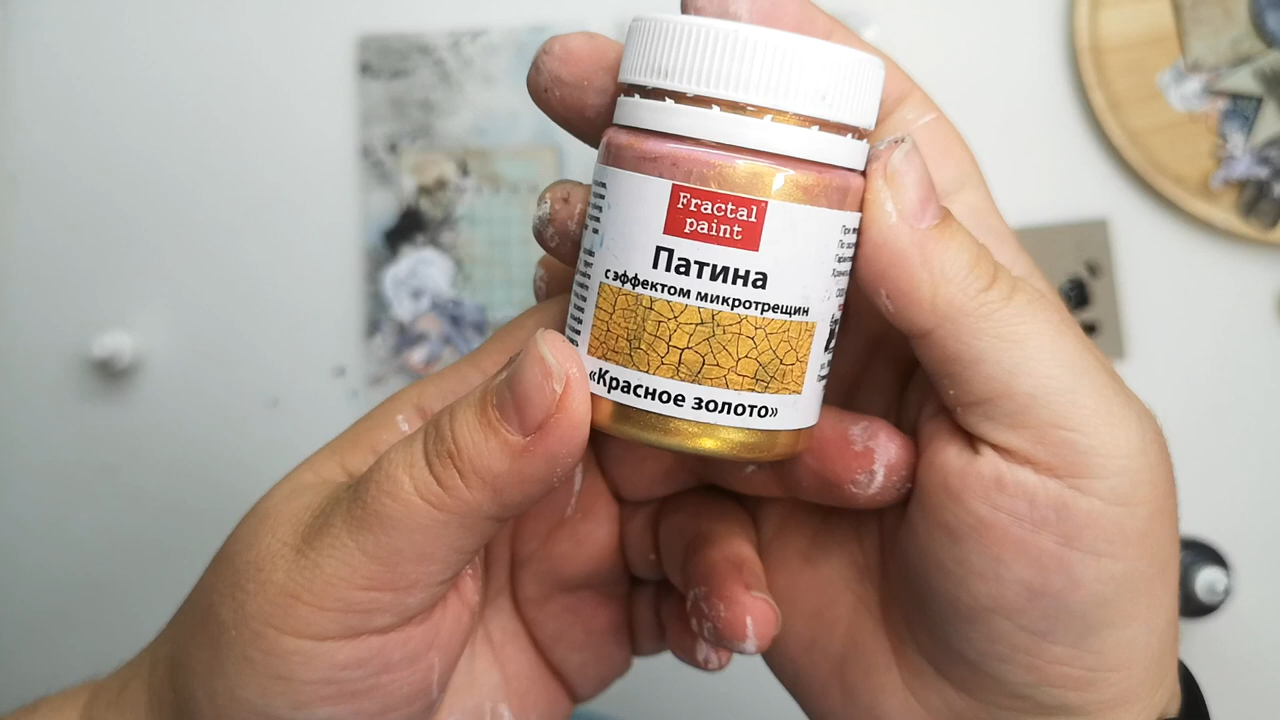 Fractal
paint
Патина
с эффектом микротрещин
«Красное золото»